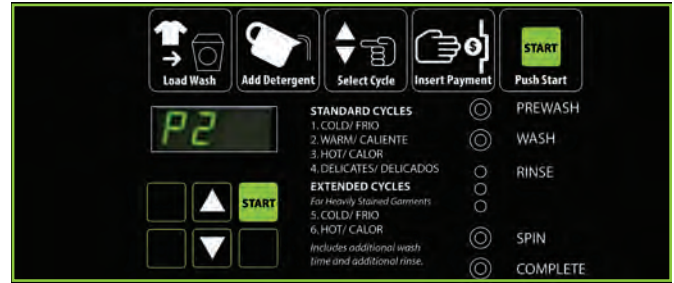 Load Wash
Add Detergent
Select Cycle
$
Insert Payment
START
Push Start
P2
START
STANDARD CYCLES
1.COLD/ FRIO
2.WARM/ CALIENTE
3.HOT/ CALOR
4.DELICATES/ DELICADOS
EXTENDED CYCLES
For Heavily Stained Garments
5.COLD/ FRIO
6.HOT/ CALOR
Includes additional wash
time and additional rinse.
PREWASH
WASH
RINSE
SPIN
COMPLETE